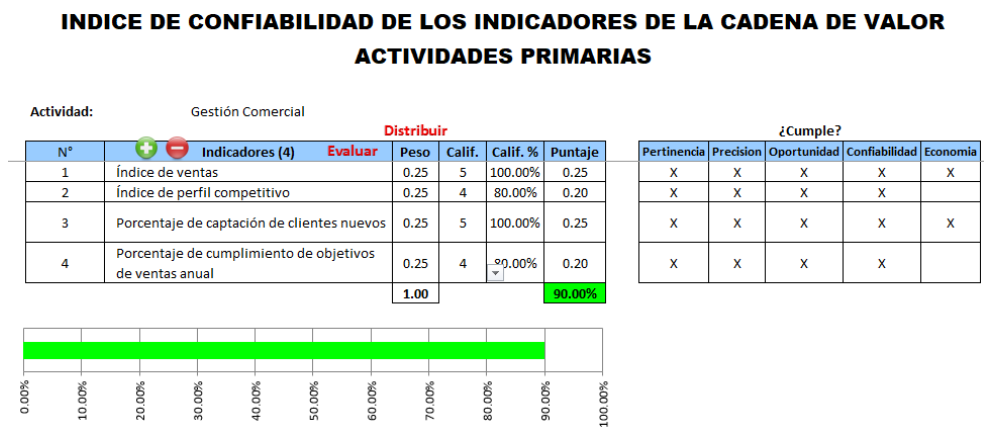 INDICE DE CONFIABILIDAD DE LOS INDICADORES DE LA CADENA DE VALOR
ACTIVIDADES PRIMARIAS
Actividad: Gestión Comercial
Distribuir ¿Cumple?
N° Indicadores (4) Evaluar Peso Calif. Calif. % Puntaje Pertinencia Precision Oportunidad Confiabilidad Economia
1 Índice de ventas 0.25 5 100.00% 0.25 X X X X X
2 Índice de perfil competitivo 0.25 4 80.00% 0.20 X X X X
3 Porcentaje de captación de clientes nuevos 0.25 5 100.00% 0.25 X X X X X
Porcentaje de cumplimiento de objetivos
4 0.25 4 80.00% 0.20 X X X X
de ventas anual
1.00 90.00%
0.00% 10.00% 20.00% 30.00% 40.00% 50.00% 60.00% 70.00% 80.00% 90.00% 100.00%